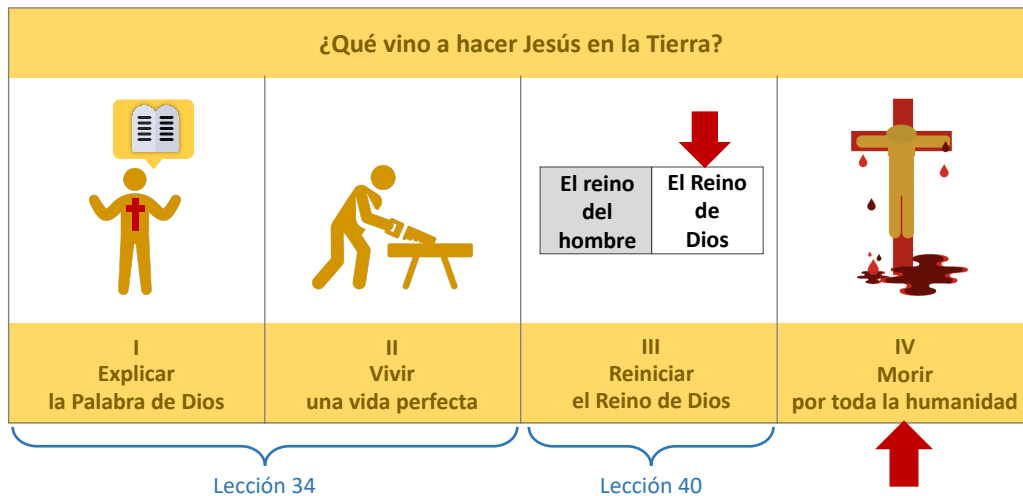 ¿Qué vino a hacer Jesús en la Tierra?
El reino
del
hombre
El Reino
de
Dios
I
Explicar
la Palabra de Dios
II
Vivir
una vida perfecta
III
Reiniciar
el Reino de Dios
IV
Morir
por toda la humanidad
Lección 34
Lección 40